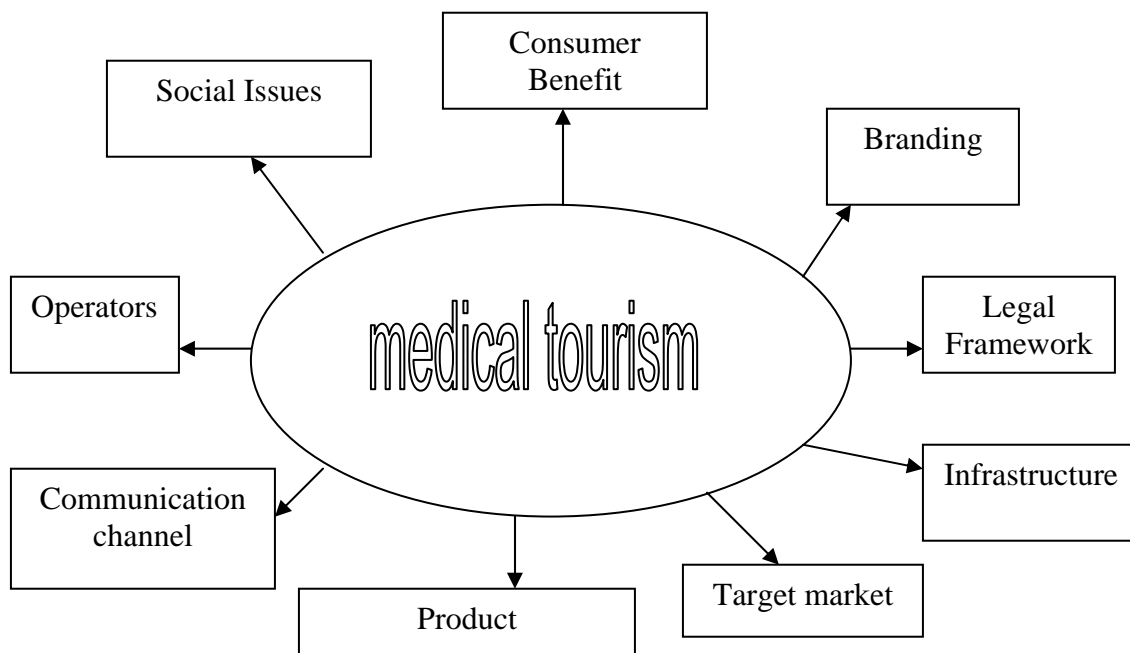 Consumer
Benefit
Social Issues
Branding
Operators
medical tourism
Legal
Framework
Communication
channel
Infrastructure
Product
Target market